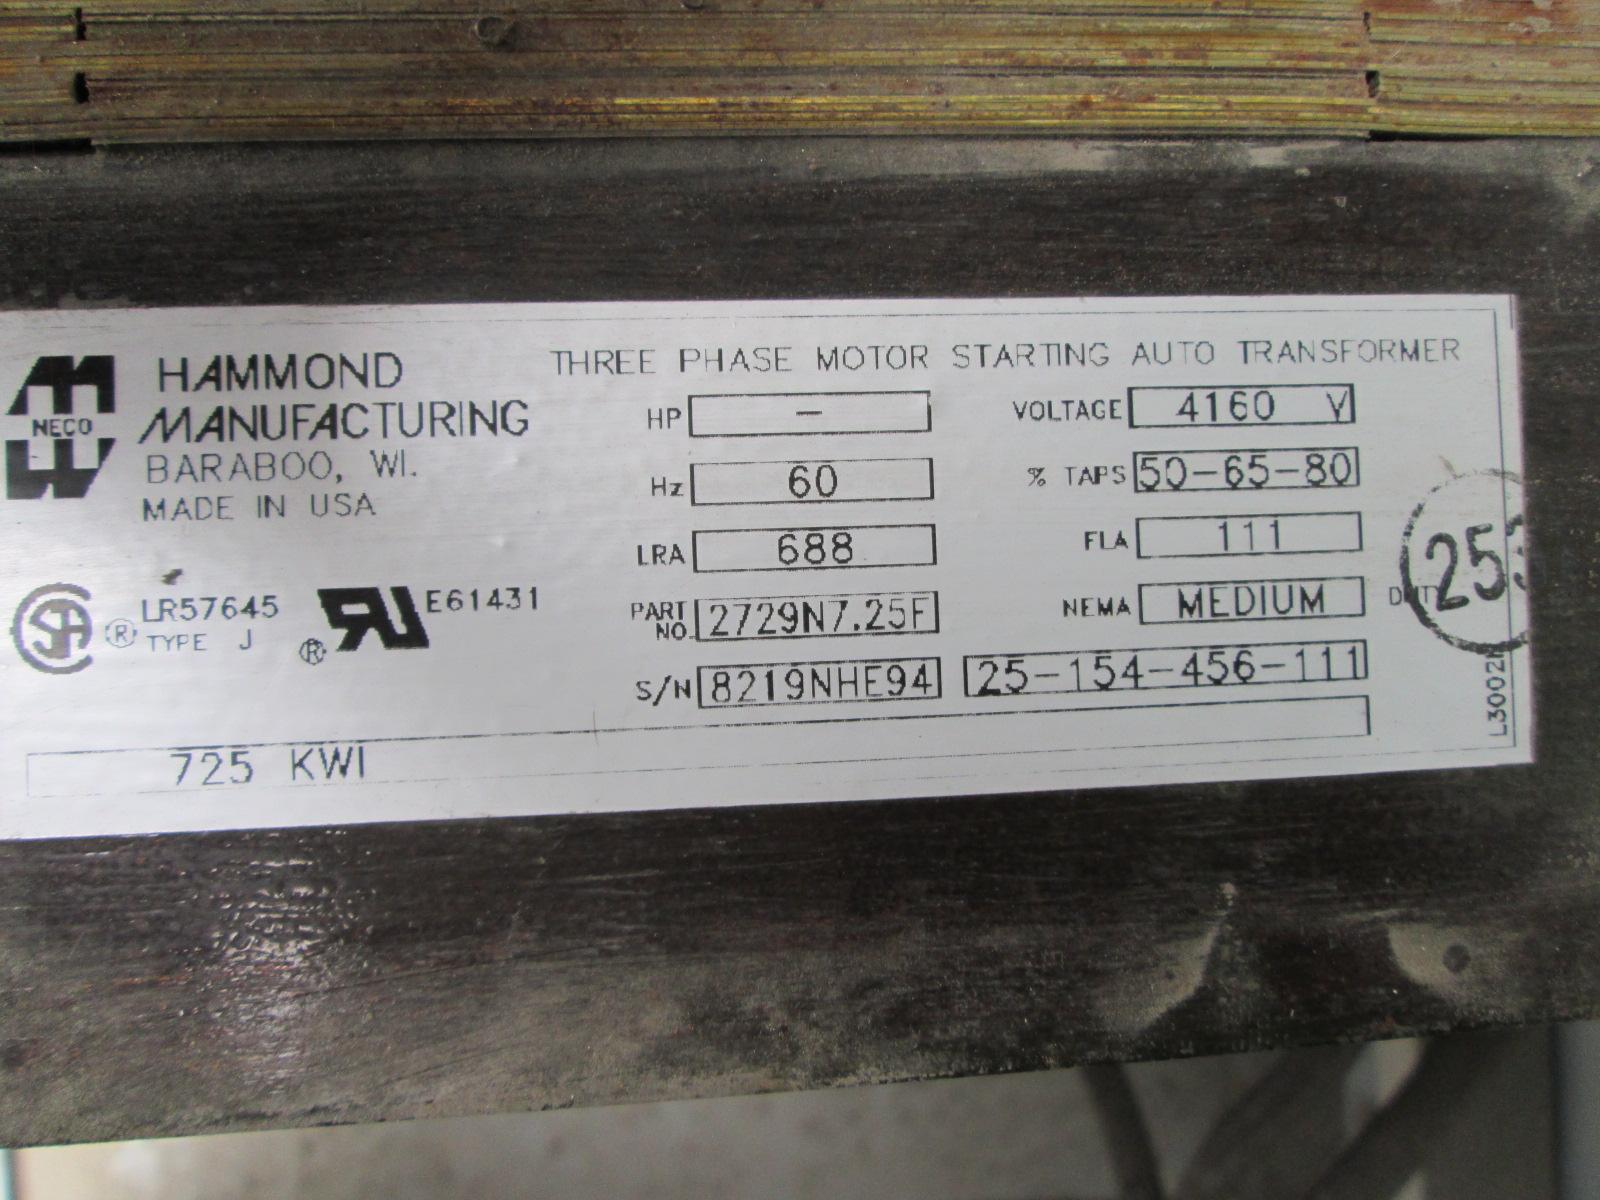 NECO
HAMMOND
MANUFACTURING
BARABOO, WI.
MADE IN USA
® LR57645
TYPE J
® E61431
THREE PHASE MOTOR STARTING AUTO TRANSFORMER
HP –
Hz 60
LRA 688
PART NO. 2729N7.25F
S/N 8219NHE94
VOLTAGE 4160 Y
% TAPS 50-65-80
FLA 111
NEMA MEDIUM
25-154-456-111
725 KWI